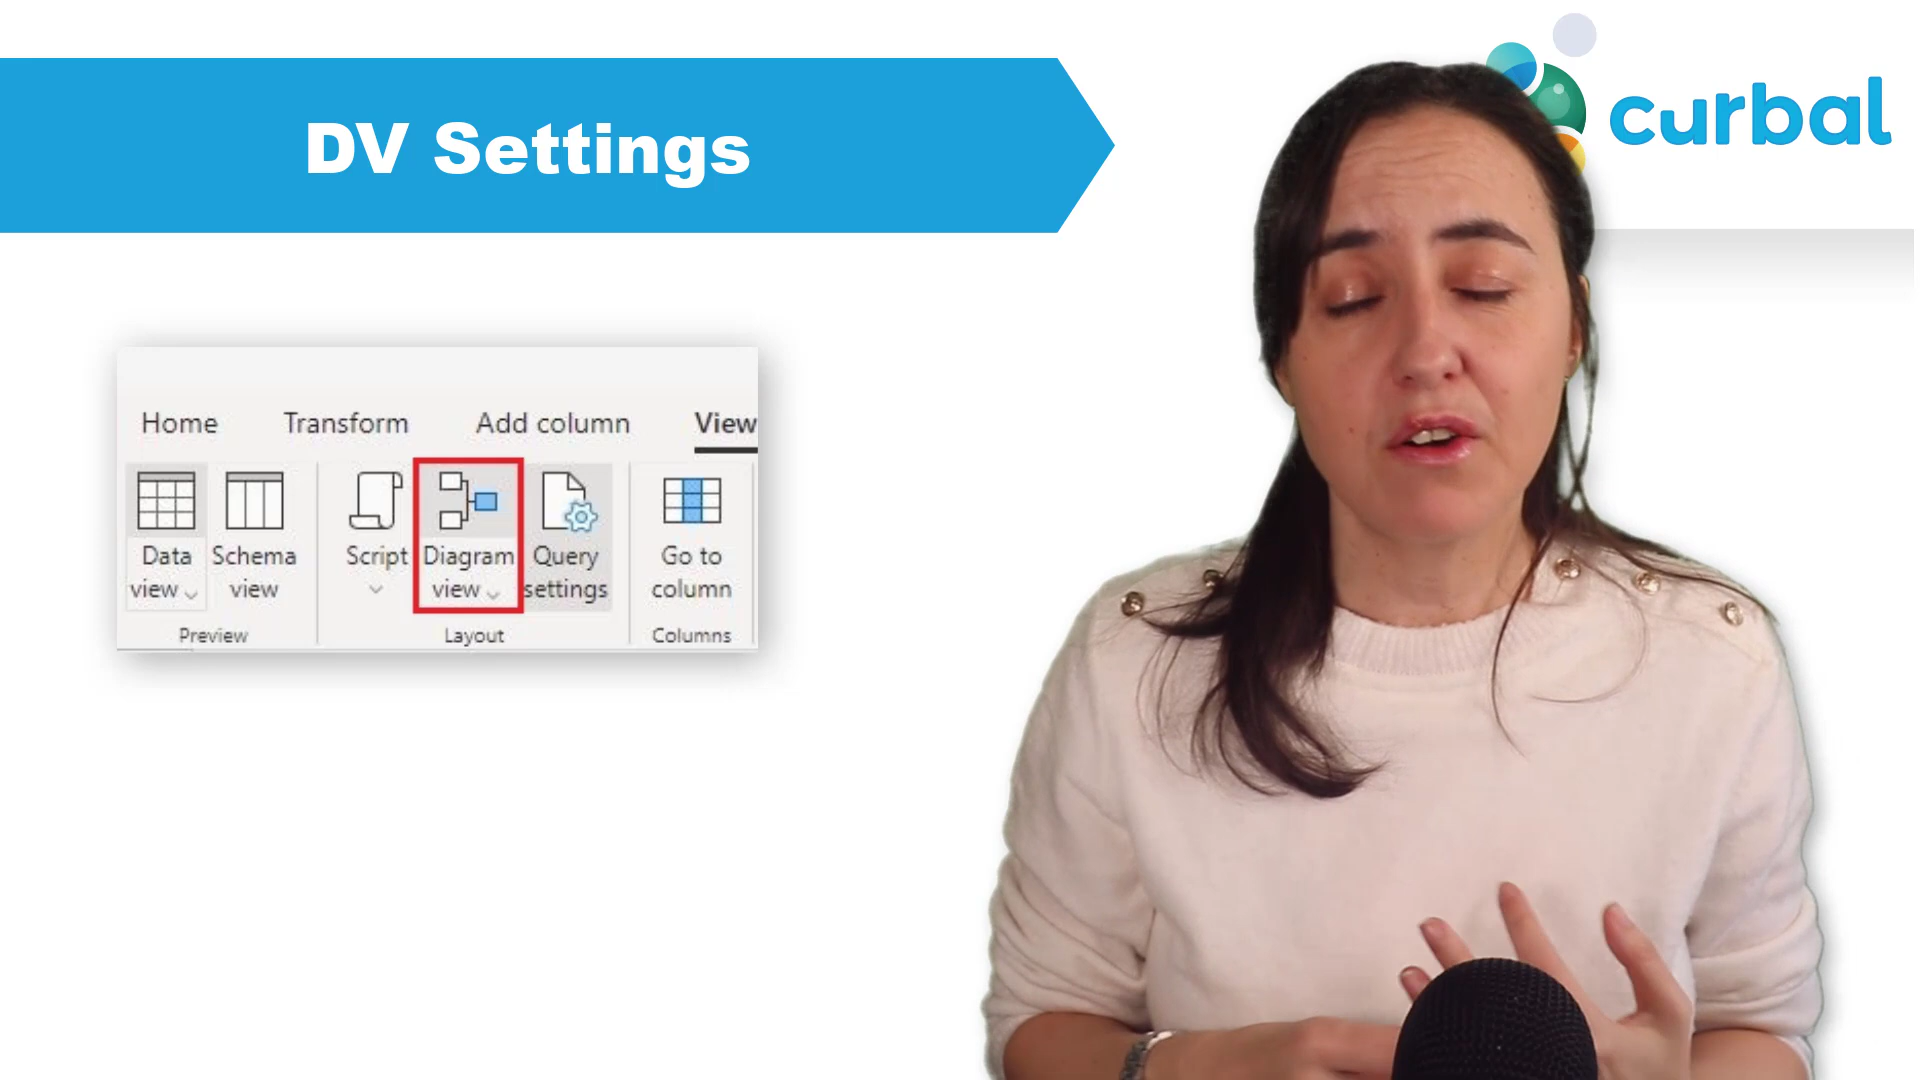 DV Settings
curbal
Home Transform Add column View
Data view Schema view Script Diagram view Query settings Go to column
Preview Layout Columns